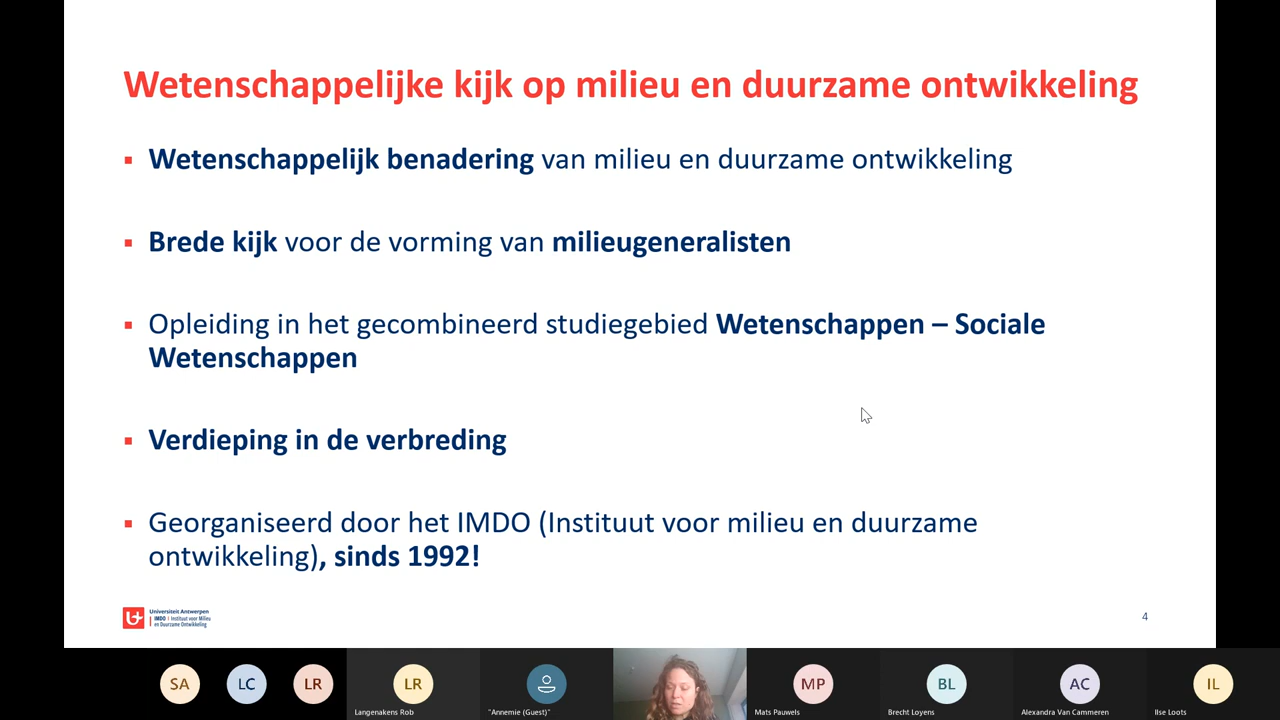 Wetenschappelijke kijk op milieu en duurzame ontwikkeling
▪ Wetenschappelijk benadering van milieu en duurzame ontwikkeling
▪ Brede kijk voor de vorming van milieugeneralisten
▪ Opleiding in het gecombineerd studiegebied Wetenschappen – Sociale
Wetenschappen
▪ Verdieping in de verbreding
▪ Georganiseerd door het IMDO (Instituut voor milieu en duurzame
ontwikkeling), sinds 1992!
Universiteit Antwerpen
IMDO | Instituut voor Milieu
en Duurzame Ontwikkeling
4
SA
LC
LR
LR
Langenakens Rob
"Annemie (Guest)"
MP
Mats Pauwels
BL
Brecht Loyens
AC
Alexandra Van Cammeren
IL
Ilse Loots